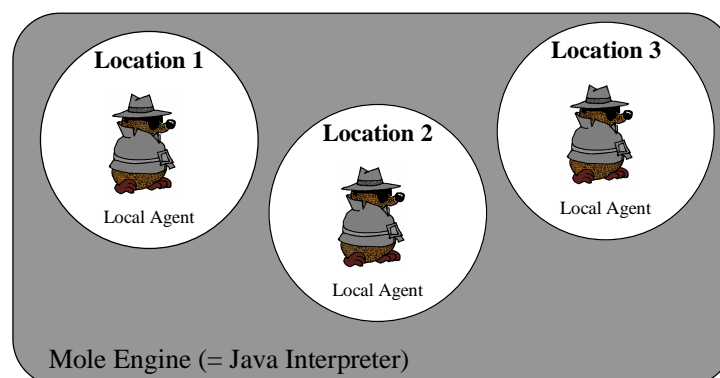 Location 1
Local Agent
Location 2
Local Agent
Location 3
Local Agent
Mole Engine (= Java Interpreter)